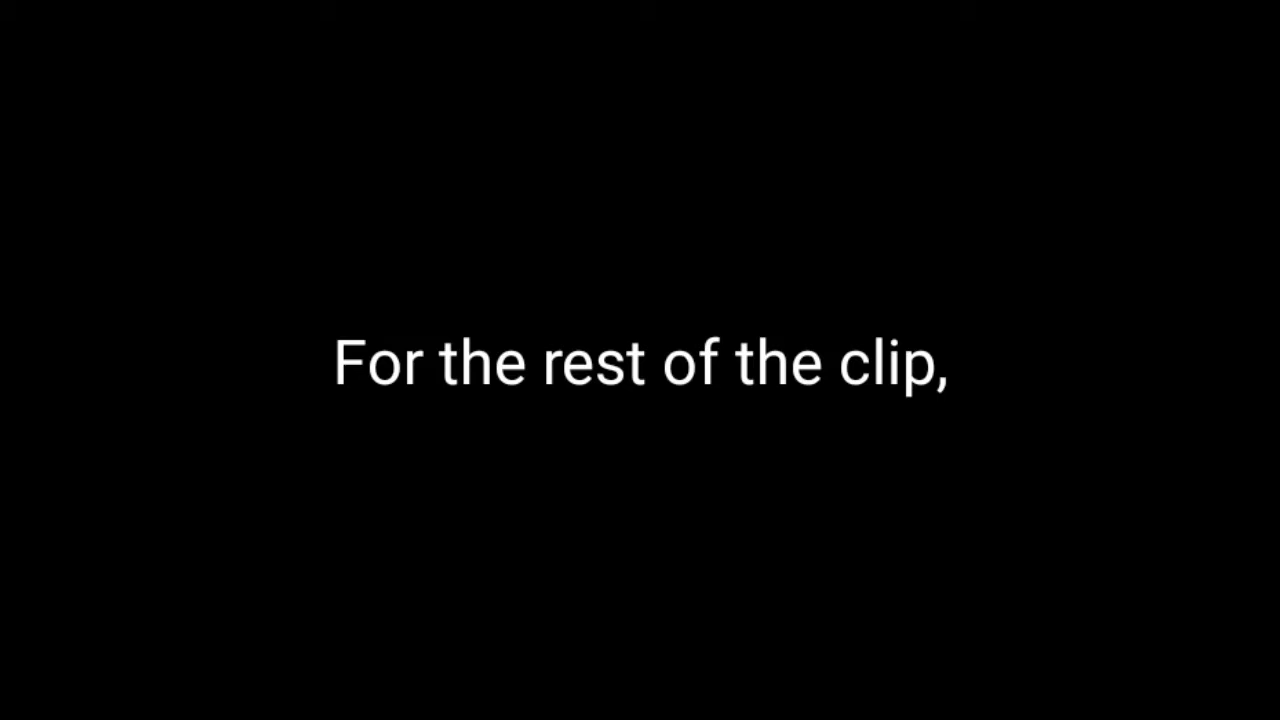 For the rest of the clip,